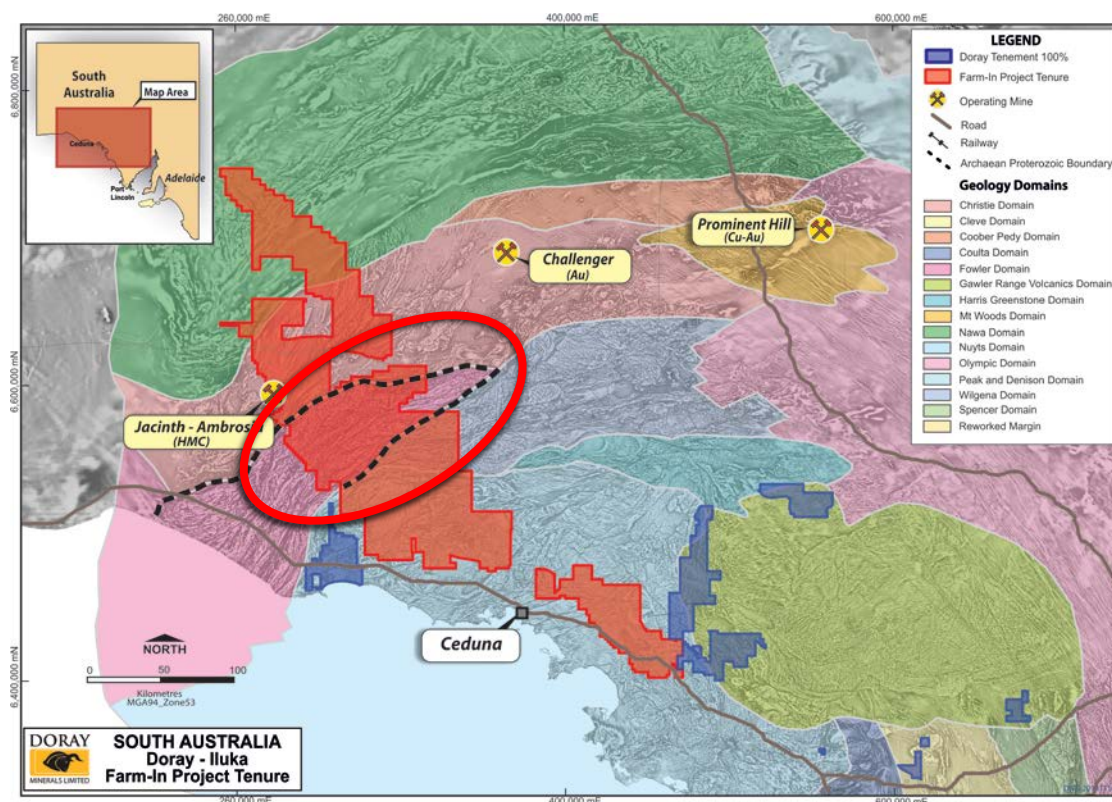 260,000 mE
400,000 mE
600,000 mE
6,800,000 mN
6,600,000 mN
6,400,000 mN
South
Australia
Map Area
Ceduna
Adelaide
Port
Lincoln
LEGEND
Doray Tenement 100%
Farm-In Project Tenure
Operating Mine
Road
Railway
Archaean Proterozoic Boundary
Geology Domains
Christie Domain
Cleve Domain
Coober Pedy Domain
Coulta Domain
Fowler Domain
Gawler Range Volcanics Domain
Harris Greenstone Domain
Mt Woods Domain
Nawa Domain
Nuyts Domain
Olympic Domain
Peak and Denison Domain
Wilgena Domain
Spencer Domain
Reworked Margin
Prominent Hill
(Cu-Au)
Challenger
(Au)
Jacinth - Ambrosia
(HMC)
Ceduna
NORTH
0 50 100
Kilometres
MGA94_Zone53
DORAY
MINERALS LIMITED
SOUTH AUSTRALIA
Doray - Iluka
Farm-In Project Tenure
260,000 mE
400,000 mE
600,000 mE